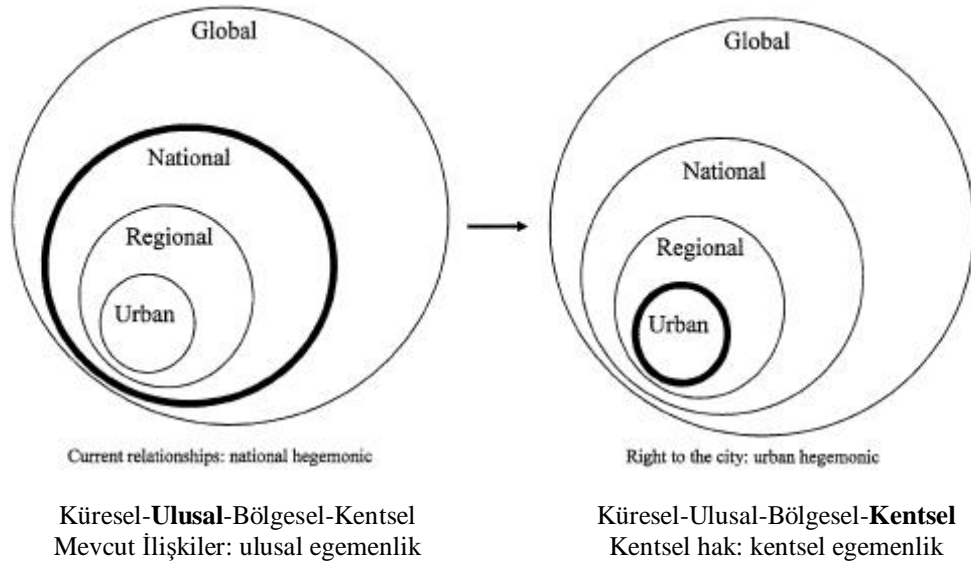 Global
National
Regional
Urban
Current relationships: national hegemonic
Global
National
Regional
Urban
Right to the city: urban hegemonic
Küresel-Ulusal-Bölgesel-Kentsel
Mevcut İlişkiler: ulusal egemenlik
Küresel-Ulusal-Bölgesel-Kentsel
Kentsel hak: kentsel egemenlik